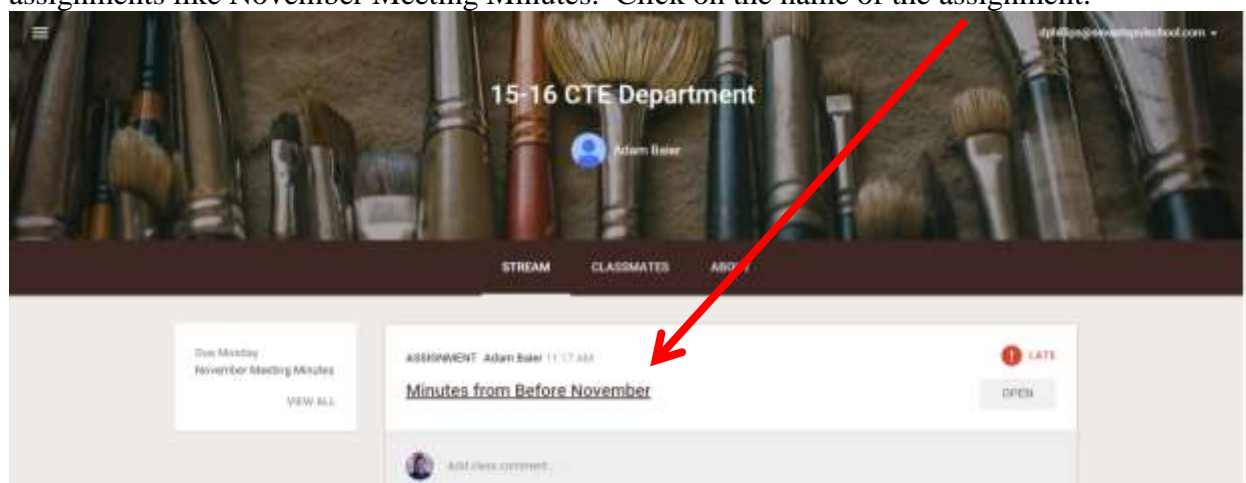 assignments like November Meeting Minutes. Click on the name of the assignment.
15-16 CTE Department
Adam Baier
STREAM CLASSMATES ABOUT
Due Monday
November Meeting Minutes
VIEW ALL
ASSIGNMENT Adam Baier 11:17 AM
LATE
Minutes from Before November
OPEN
Add class comment...